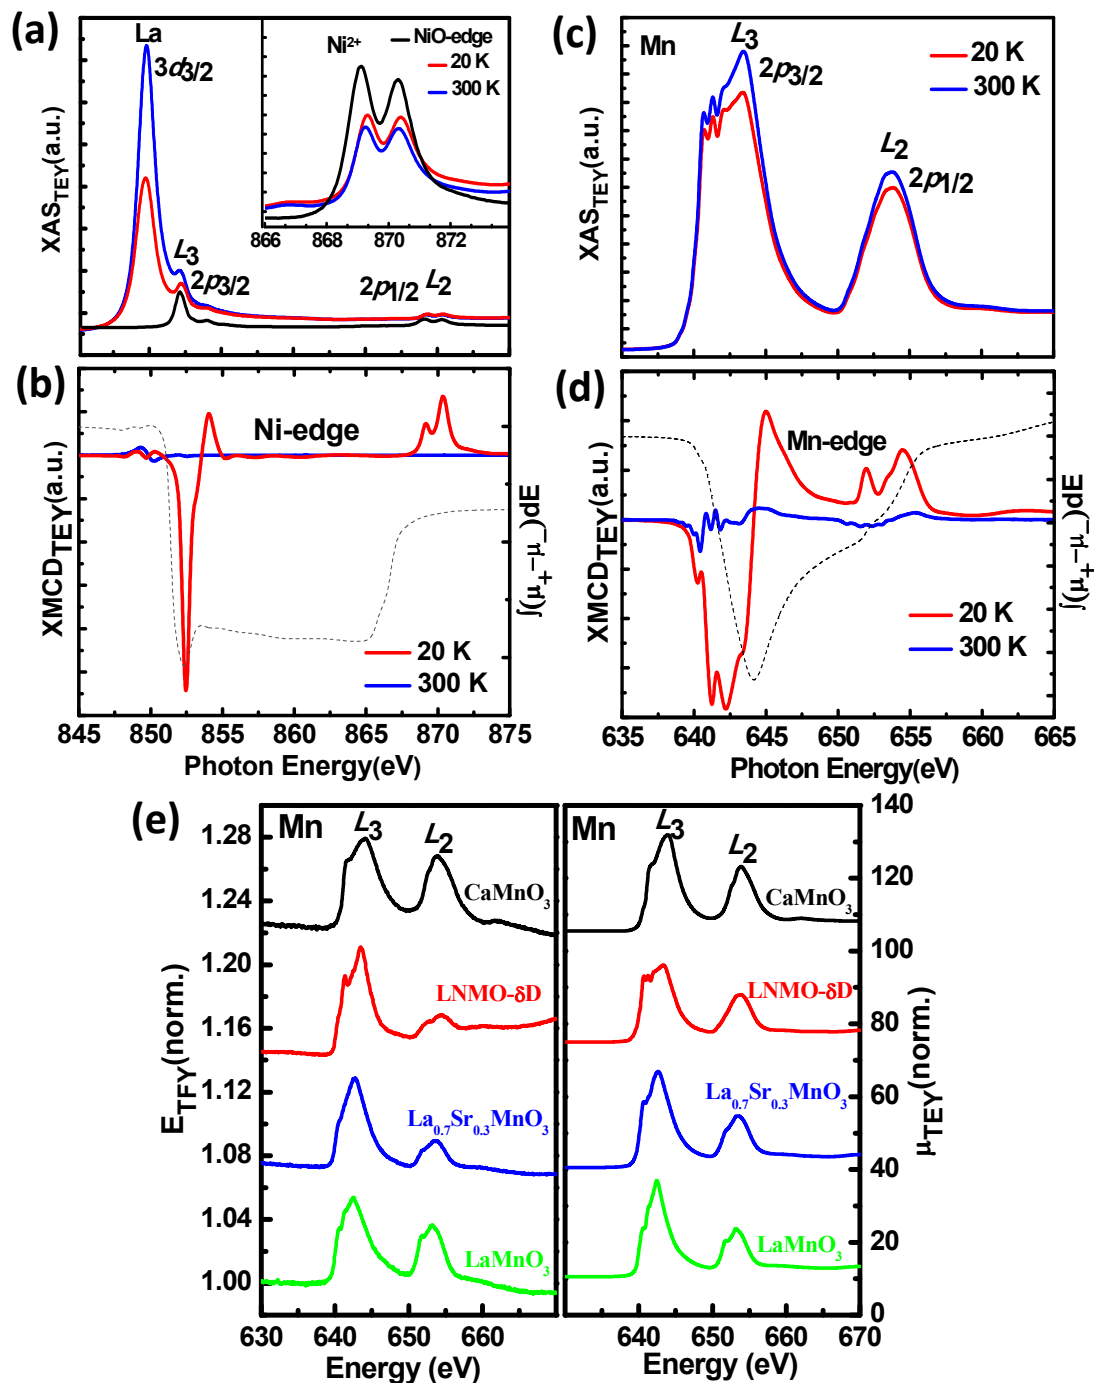 (a)
La
3d3/2
Ni2+
NiO-edge
20 K
300 K
866 868 870 872
L3
2p3/2
2p1/2 L2
XASTEY(a.u.)
(c)
Mn
L3
2p3/2
20 K
300 K
L2
2p1/2
XASTEY(a.u.)
(b)
Ni-edge
XMCDTEY(a.u.)
∫(μ+-μ-)dE
20 K
300 K
845 850 855 860 865 870 875
Photon Energy(eV)
(d)
Mn-edge
XMCDTEY(a.u.)
∫(μ+-μ-)dE
20 K
300 K
635 640 645 650 655 660 665
Photon Energy(eV)
(e)
Mn
L3
L2
CaMnO3
LNMO-δD
La0.7Sr0.3MnO3
LaMnO3
1.28
1.24
1.20
1.16
1.12
1.08
1.04
1.00
ETFY(norm.)
630 640 650 660
Energy (eV)
Mn
L3
L2
CaMnO3
LNMO-δD
La0.7Sr0.3MnO3
LaMnO3
140
120
100
80
60
40
20
0
μTEY(norm.)
640 650 660 670
Energy (eV)